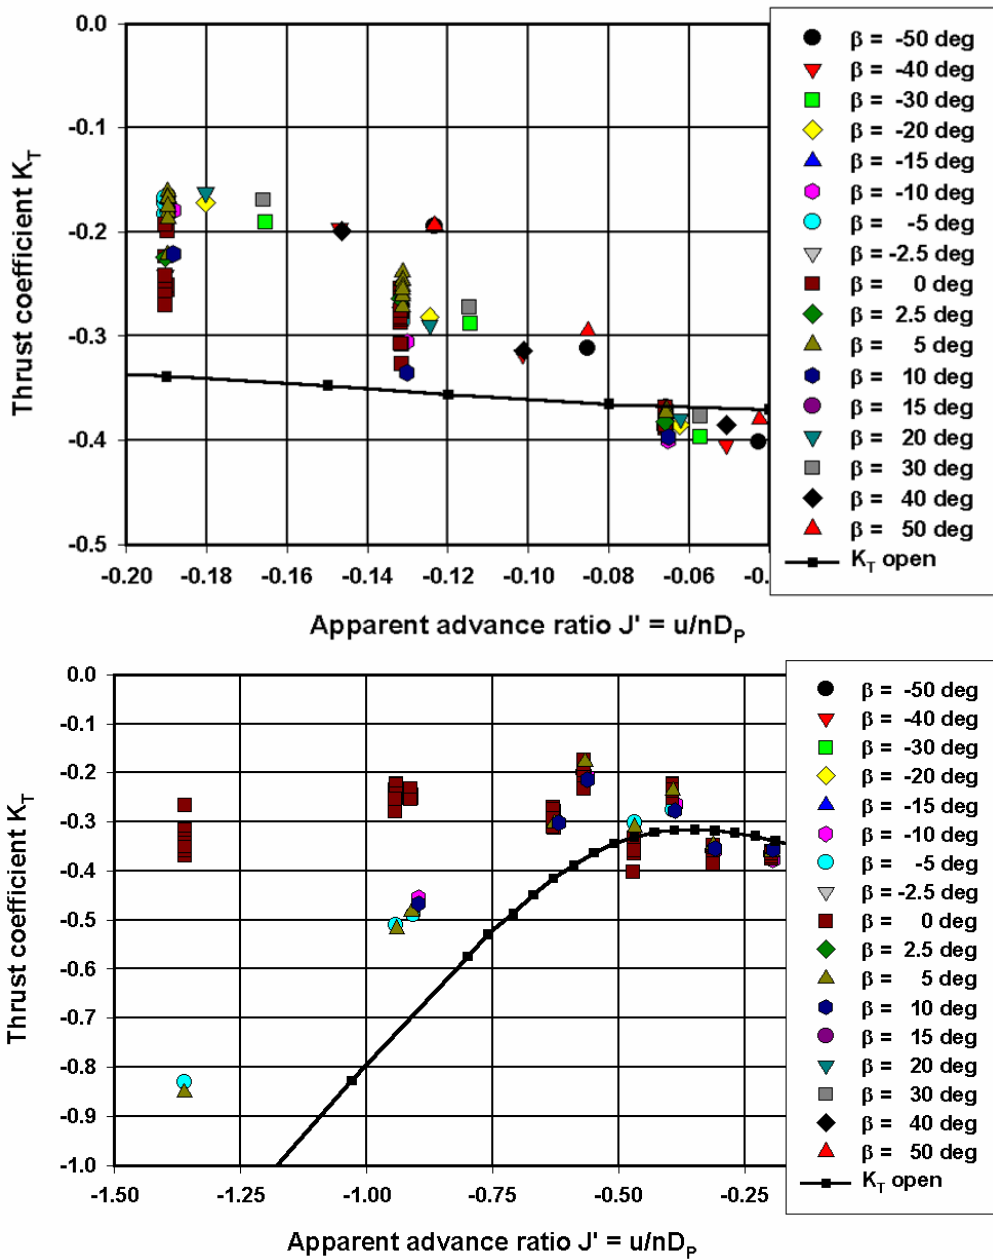 0.0
-0.1
-0.2
-0.3
-0.4
-0.5
Thrust coefficient K_T
-0.20 -0.18 -0.16 -0.14 -0.12 -0.10 -0.08 -0.06 -0.
Apparent advance ratio J' = u/nD_P
β = -50 deg
β = -40 deg
β = -30 deg
β = -20 deg
β = -15 deg
β = -10 deg
β = -5 deg
β = -2.5 deg
β = 0 deg
β = 2.5 deg
β = 5 deg
β = 10 deg
β = 15 deg
β = 20 deg
β = 30 deg
β = 40 deg
β = 50 deg
K_T open
0.0
-0.1
-0.2
-0.3
-0.4
-0.5
-0.6
-0.7
-0.8
-0.9
-1.0
Thrust coefficient K_T
-1.50 -1.25 -1.00 -0.75 -0.50 -0.25
Apparent advance ratio J' = u/nD_P
β = -50 deg
β = -40 deg
β = -30 deg
β = -20 deg
β = -15 deg
β = -10 deg
β = -5 deg
β = -2.5 deg
β = 0 deg
β = 2.5 deg
β = 5 deg
β = 10 deg
β = 15 deg
β = 20 deg
β = 30 deg
β = 40 deg
β = 50 deg
K_T open